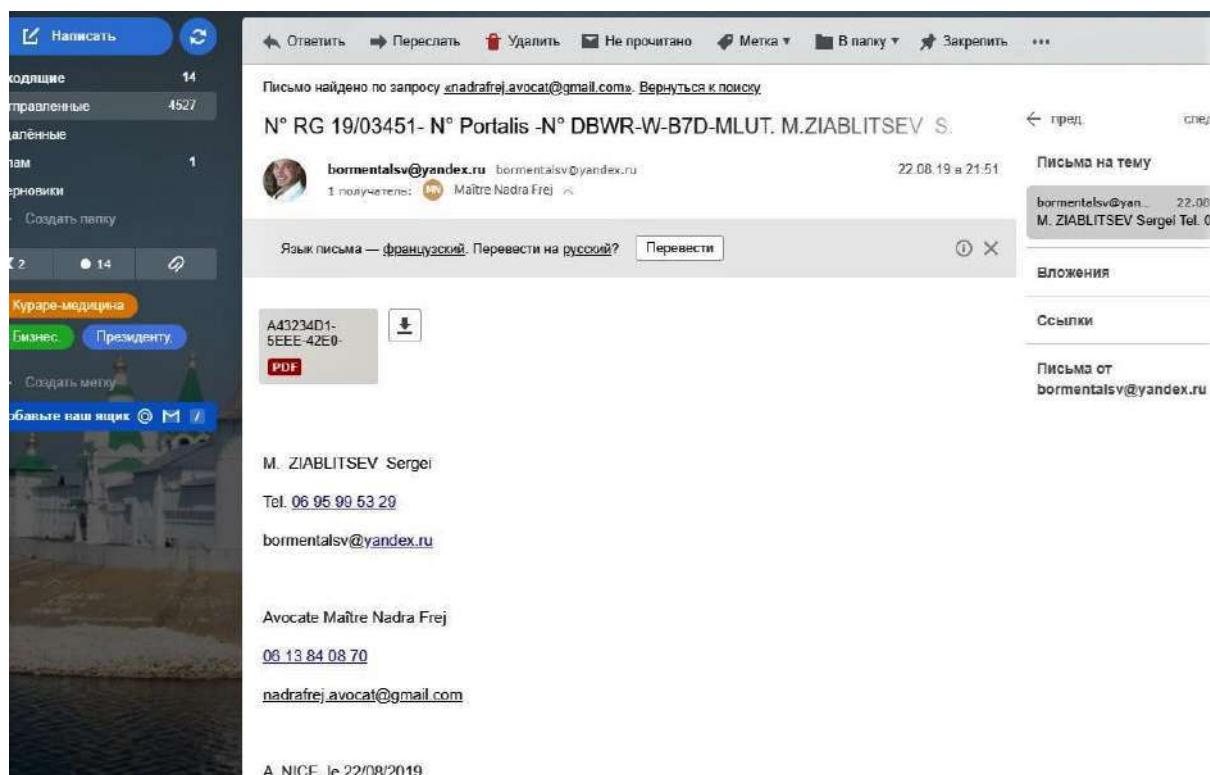 Написать
Ответить Переслать Удалить Не прочитано Метка В папку Закрепить ...
ходящие 14
тправленные 4527
далённые
пам 1
ерновики
Создать папку
2 14
Кураре-медицина
Бизнес. Президенту.
Создать метку
обавьте ваш ящик
Письмо найдено по запросу «nadrafrej.avocat@gmail.com». Вернуться к поиску
N° RG 19/03451- N° Portalis -N° DBWR-W-B7D-MLUT. M.ZIABLITSEV S.
bormentalsv@yandex.ru bormentalsv@yandex.ru 22.08.19 в 21:51
1 получатель: MN Maître Nadra Frej
Язык письма — французский. Перевести на русский? Перевести
A43234D1-
5EEE-42E0-
PDF
M. ZIABLITSEV Sergei
Tel. 06 95 99 53 29
bormentalsv@yandex.ru
Avocate Maître Nadra Frej
06 13 84 08 70
nadrafrej.avocat@gmail.com
A NICE, le 22/08/2019
пред. след
Письма на тему
bormentalsv@yan... 22.08
M. ZIABLITSEV Sergei Tel. 0
Вложения
Ссылки
Письма от
bormentalsv@yandex.ru